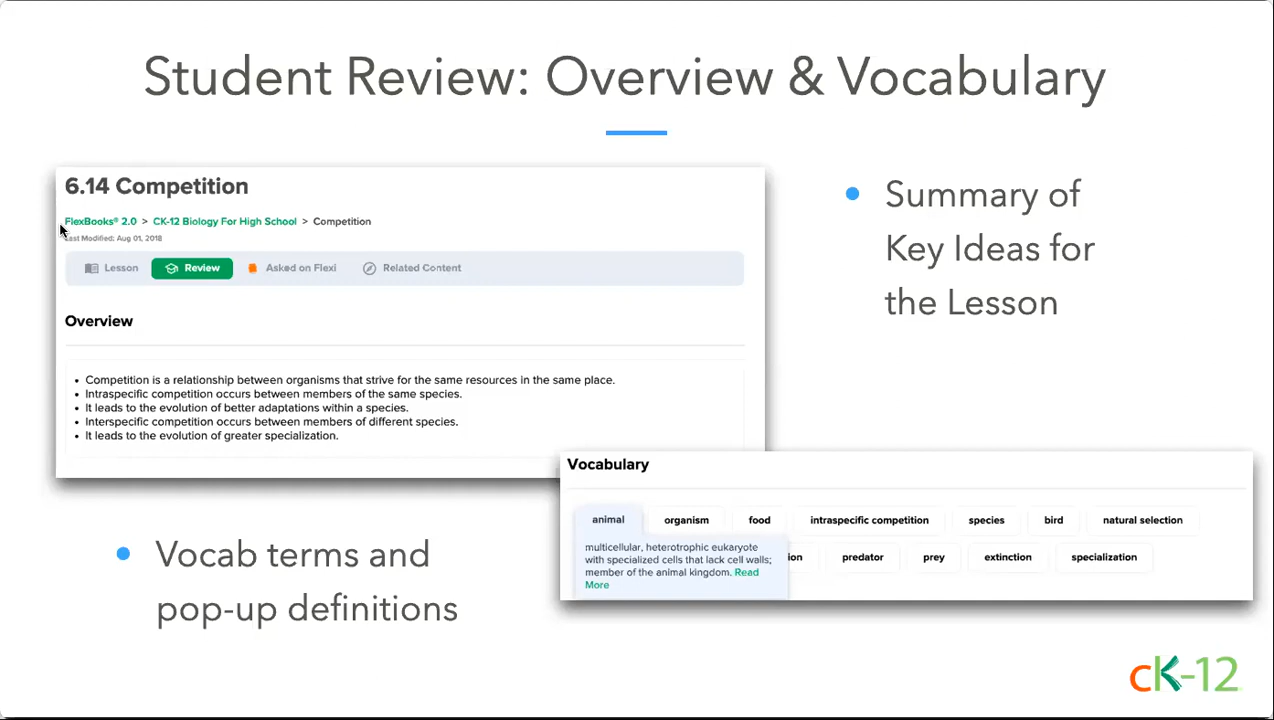 Student Review: Overview & Vocabulary
6.14 Competition
FlexBooks® 2.0 > CK-12 Biology For High School > Competition
Last Modified: Aug 01, 2018
Lesson Review Asked on Flexi Related Content
Overview
• Competition is a relationship between organisms that strive for the same resources in the same place.
• Intraspecific competition occurs between members of the same species.
• It leads to the evolution of better adaptations within a species.
• Interspecific competition occurs between members of different species.
• It leads to the evolution of greater specialization.
• Summary of
Key Ideas for
the Lesson
• Vocab terms and
pop-up definitions
Vocabulary
animal organism food intraspecific competition species bird natural selection
multicellular, heterotrophic eukaryote
with specialized cells that lack cell walls;
member of the animal kingdom. Read
More
ion predator prey extinction specialization
cK-12